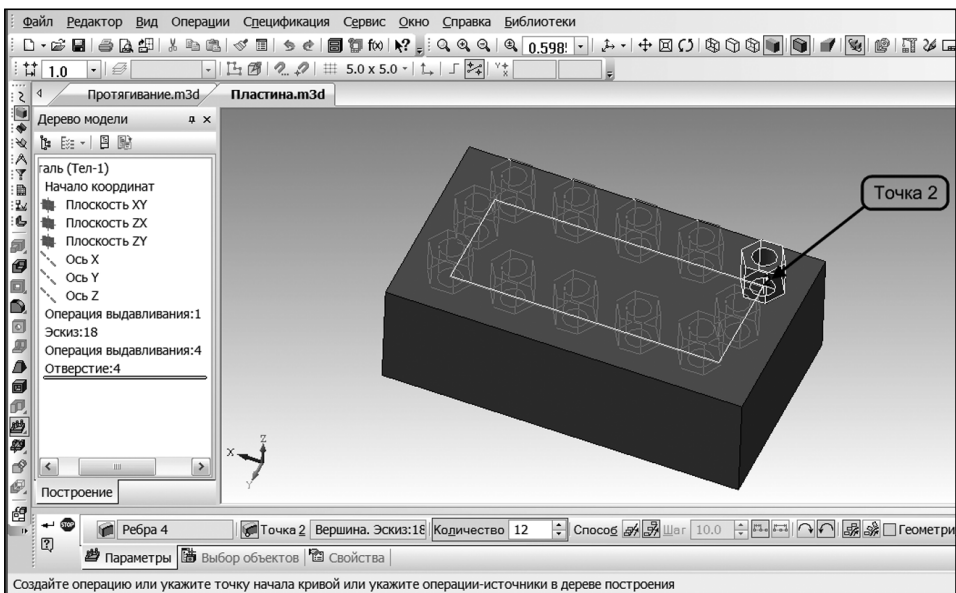 Файл Редактор Вид Операции Спецификация Сервис Окно Справка Библиотеки
0.598
1.0 5.0 x 5.0
Протягивание.m3d Пластина.m3d
Дерево модели
таль (Тел-1)
Начало координат
Плоскость XY
Плоскость ZX
Плоскость ZY
Ось X
Ось Y
Ось Z
Операция выдавливания:1
Эскиз:18
Операция выдавливания:4
Отверстие:4
Построение
Точка 2
Z
X
Y
STOP Ребра 4 Точка 2 Вершина. Эскиз:18 Количество 12 Способ Шаг 10.0 Геометри
Параметры Выбор объектов Свойства
Создайте операцию или укажите точку начала кривой или укажите операции-источники в дереве построения